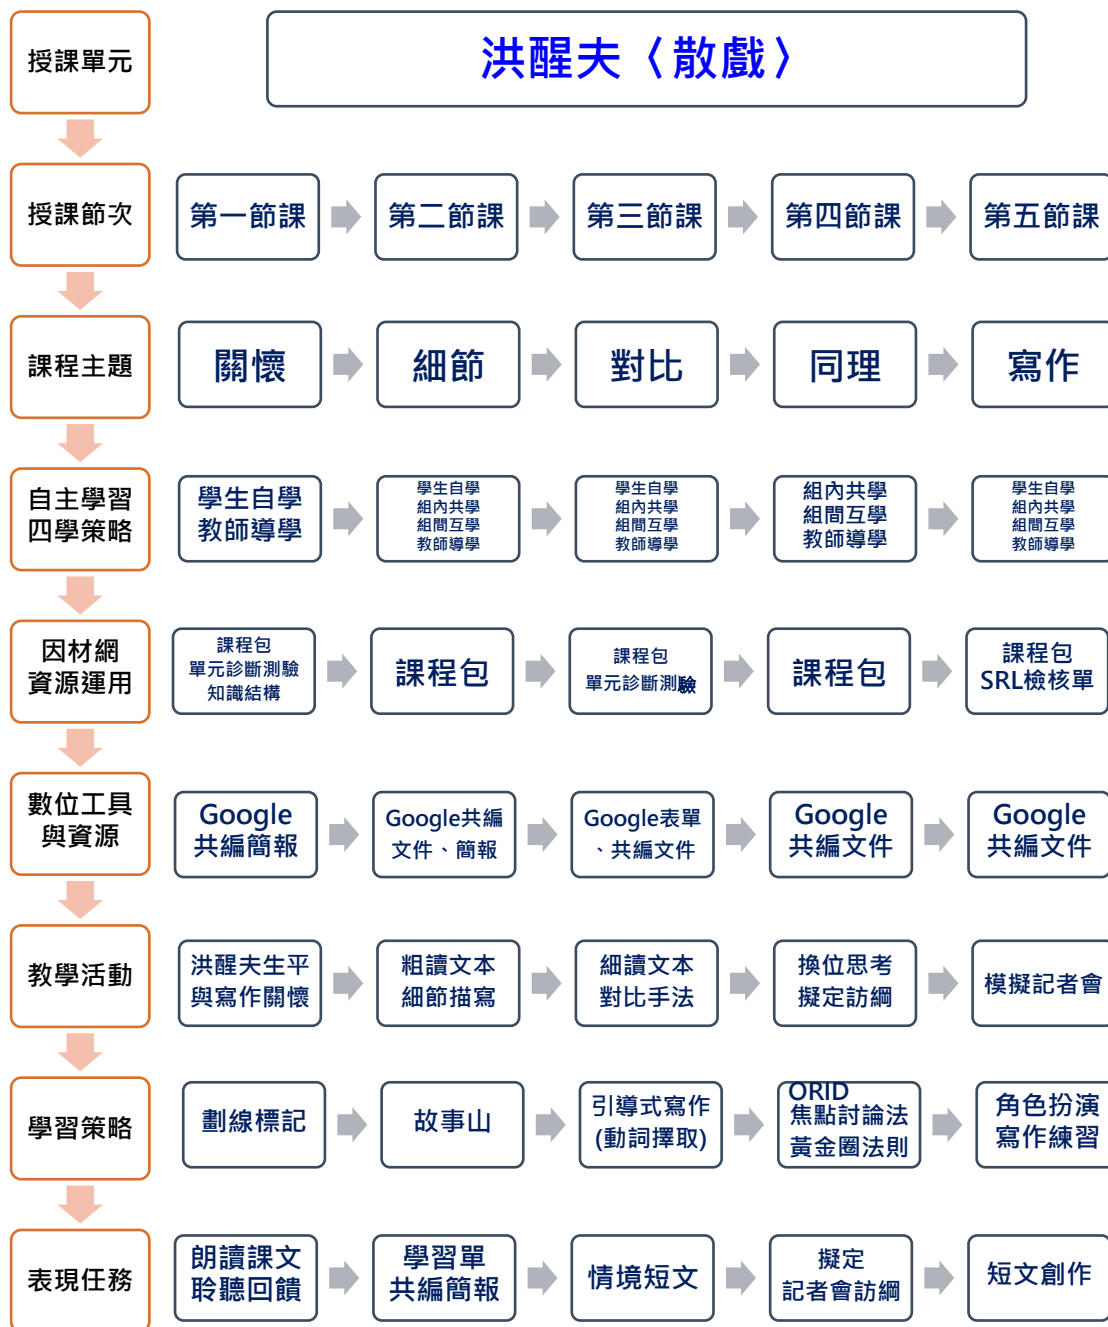 授課單元
洪醒夫〈散戲〉
授課節次
第一節課
第二節課
第三節課
第四節課
第五節課
課程主題
關懷
細節
對比
同理
寫作
自主學習
四學策略
學生自學
教師導學
學生自學
組內共學
組間互學
教師導學
學生自學
組內共學
組間互學
教師導學
組內共學
組間互學
教師導學
學生自學
組內共學
組間互學
教師導學
因材網
資源運用
課程包
單元診斷測驗
知識結構
課程包
課程包
單元診斷測驗
課程包
課程包
SRL檢核單
數位工具
與資源
Google
共編簡報
Google共編
文件、簡報
Google表單
、共編文件
Google
共編文件
Google
共編文件
教學活動
洪醒夫生平
與寫作關懷
粗讀文本
細節描寫
細讀文本
對比手法
換位思考
擬定訪綱
模擬記者會
學習策略
劃線標記
故事山
引導式寫作
(動詞擇取)
ORID
焦點討論法
黃金圈法則
角色扮演
寫作練習
表現任務
朗讀課文
聆聽回饋
學習單
共編簡報
情境短文
擬定
記者會訪綱
短文創作